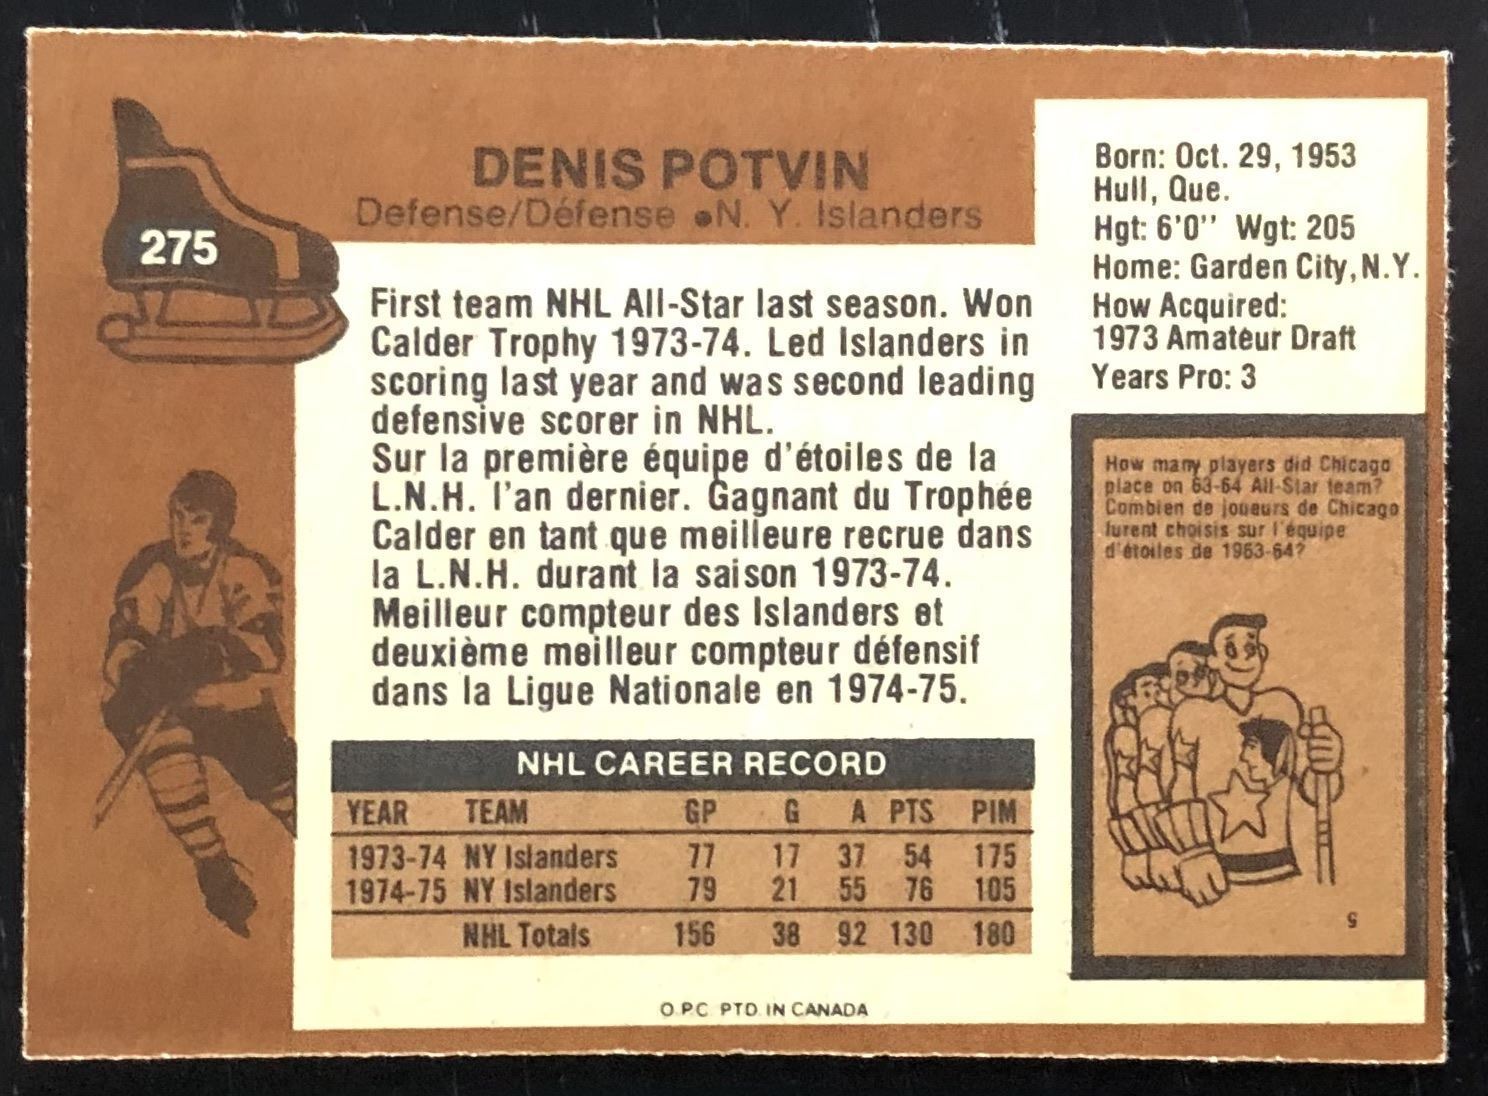 DENIS POTVIN
Defense/Défense ●N. Y. Islanders
275
First team NHL All-Star last season. Won
Calder Trophy 1973-74. Led Islanders in
scoring last year and was second leading
defensive scorer in NHL.
Sur la première équipe d'étoiles de la
L.N.H. l'an dernier. Gagnant du Trophée
Calder en tant que meilleure recrue dans
la L.N.H. durant la saison 1973-74.
Meilleur compteur des Islanders et
deuxième meilleur compteur défensif
dans la Ligue Nationale en 1974-75.
NHL CAREER RECORD
YEAR TEAM GP G A PTS PIM
1973-74 NY Islanders 77 17 37 54 175
1974-75 NY Islanders 79 21 55 76 105
NHL Totals 156 38 92 130 180
O.P.C. PTD. IN CANADA
Born: Oct. 29, 1953
Hull, Que.
Hgt: 6'0'' Wgt: 205
Home: Garden City, N.Y.
How Acquired:
1973 Amateur Draft
Years Pro: 3
How many players did Chicago
place on 63-64 All-Star team?
Combien de joueurs de Chicago
furent choisis sur l'équipe
d'étoiles de 1963-64?
5